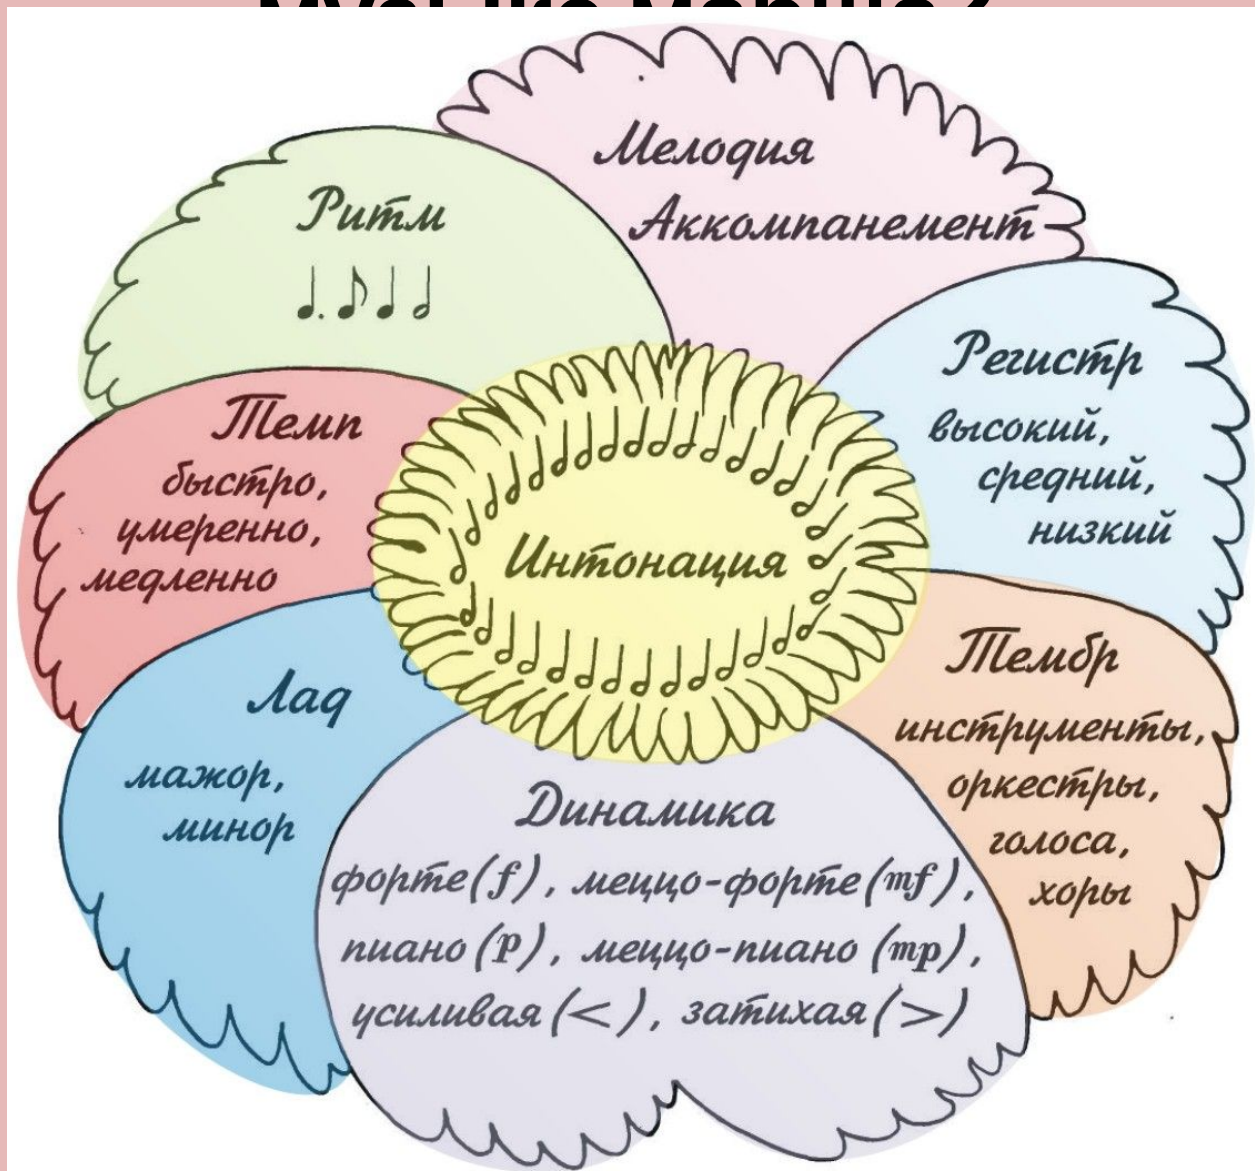 Мелодия
Аккомпанемент
Ритм
Регистр
высокий,
средний,
низкий
Темп
быстро,
умеренно,
медленно
Интонация
Тембр
инструменты,
оркестры,
голоса,
хоры
Лад
мажор,
минор
Динамика
форте (f), меццо-форте (mf),
пиано (p), меццо-пиано (mp),
усиливая (<), затихая (>)